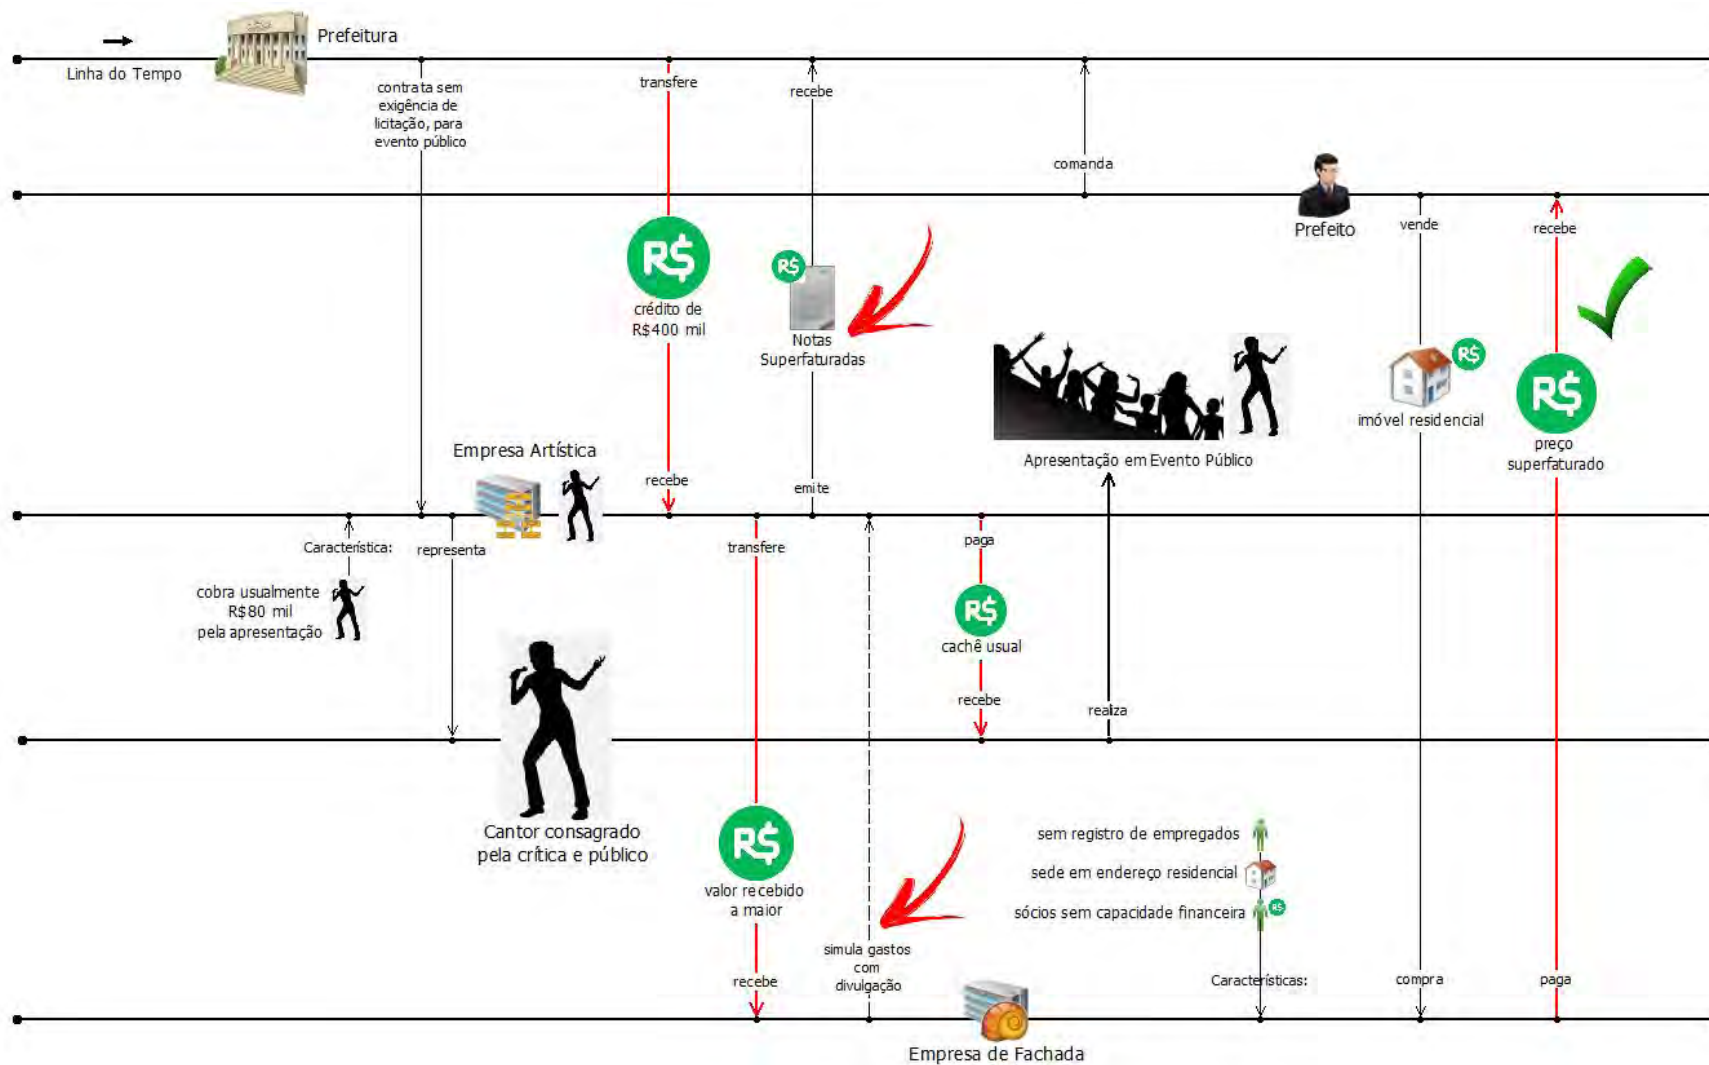 Prefeitura
Linha do Tempo
contrata sem
exigência de
licitação, para
evento público
transfere
recebe
comanda
Prefeito
vende
recebe
R$
crédito de
R$400 mil
R$
Notas
Superfaturadas
R$
imóvel residencial
R$
preço
superfaturado
Apresentação em Evento Público
Empresa Artística
recebe
emite
Característica:
representa
transfere
paga
cobra usualmente
R$80 mil
pela apresentação
R$
cachê usual
recebe
realiza
Cantor consagrado
pela crítica e público
R$
valor recebido
a maior
recebe
simula gastos
com
divulgação
sem registro de empregados
sede em endereço residencial
sócios sem capacidade financeira
R$
Características:
compra
paga
Empresa de Fachada